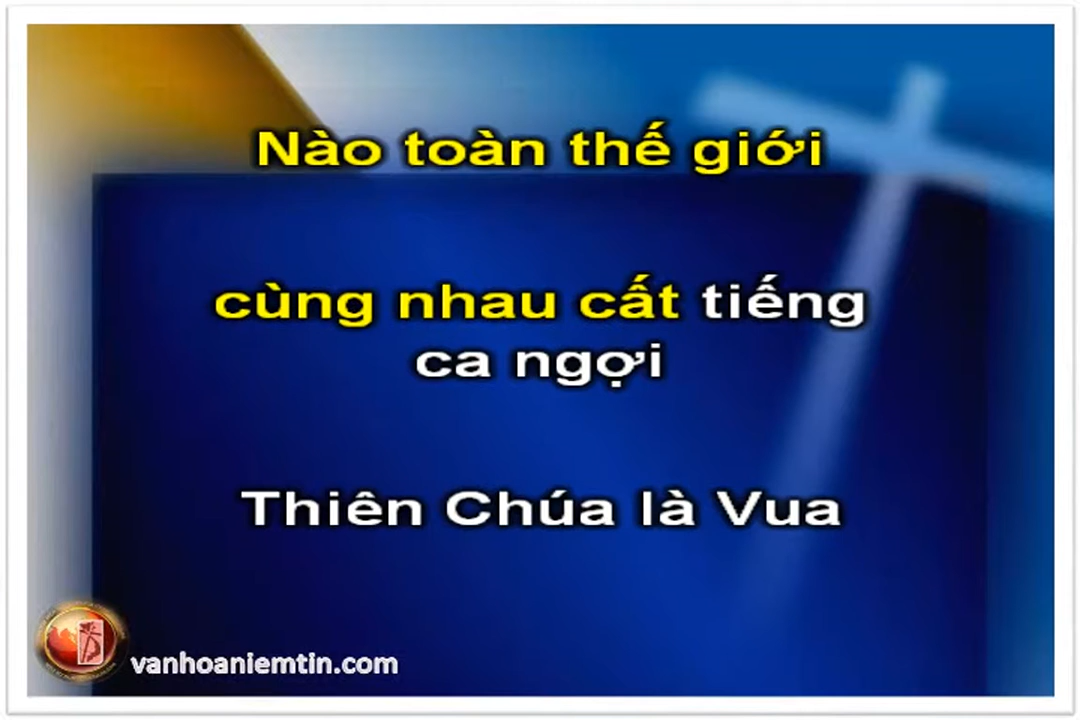 Nào toàn thế giới
cùng nhau cất tiếng
ca ngợi
Thiên Chúa là Vua
vanhoaniemtin.com